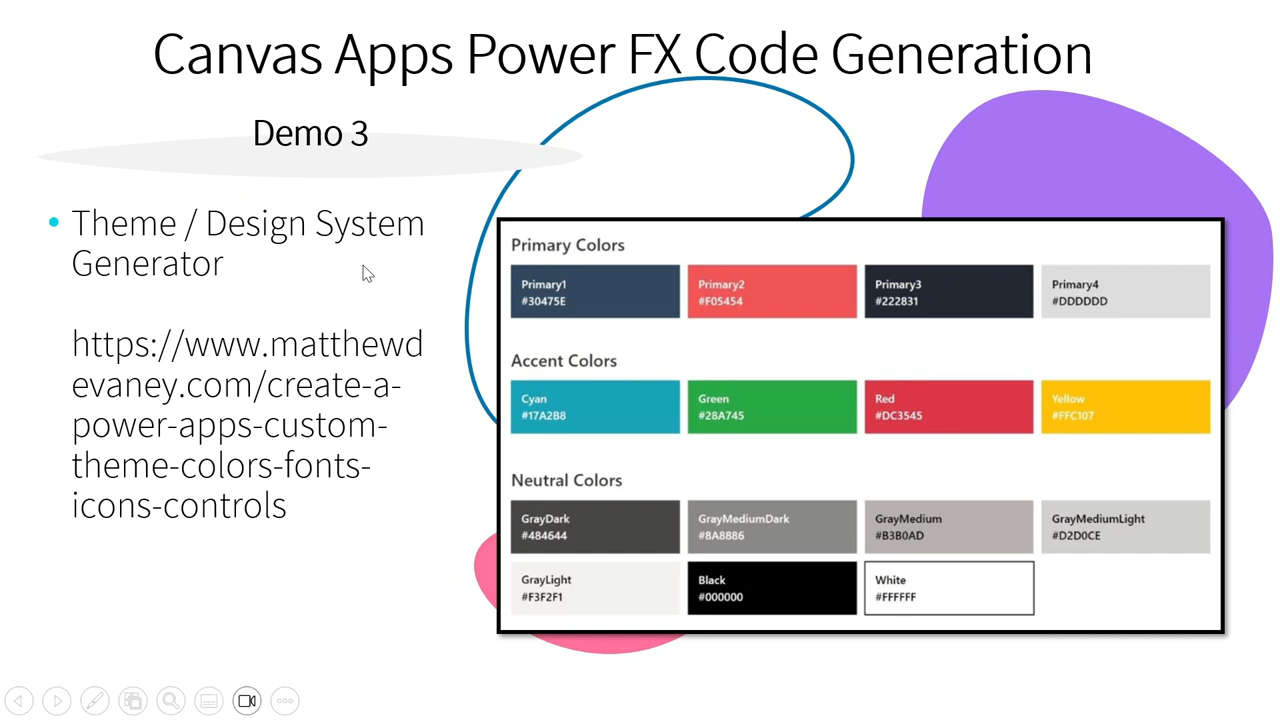 Canvas Apps Power FX Code Generation
Demo 3
• Theme / Design System
Generator
https://www.matthewd
evaney.com/create-a-
power-apps-custom-
theme-colors-fonts-
icons-controls
Primary Colors
Primary1 Primary2 Primary3 Primary4
#30475E #F05454 #222831 #DDDDDD
Accent Colors
Cyan Green Red Yellow
#17A2B8 #28A745 #DC3545 #FFC107
Neutral Colors
GrayDark GrayMediumDark GrayMedium GrayMediumLight
#484644 #8A8886 #B3B0AD #D2D0CE
GrayLight Black White
#F3F2F1 #000000 #FFFFFF